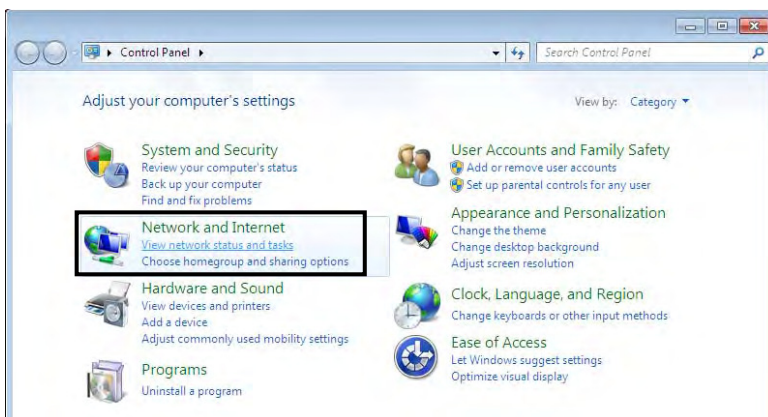 Control Panel
Search Control Panel
Adjust your computer's settings
View by: Category
System and Security
Review your computer's status
Back up your computer
Find and fix problems
Network and Internet
View network status and tasks
Choose homegroup and sharing options
Hardware and Sound
View devices and printers
Add a device
Adjust commonly used mobility settings
Programs
Uninstall a program
User Accounts and Family Safety
Add or remove user accounts
Set up parental controls for any user
Appearance and Personalization
Change the theme
Change desktop background
Adjust screen resolution
Clock, Language, and Region
Change keyboards or other input methods
Ease of Access
Let Windows suggest settings
Optimize visual display